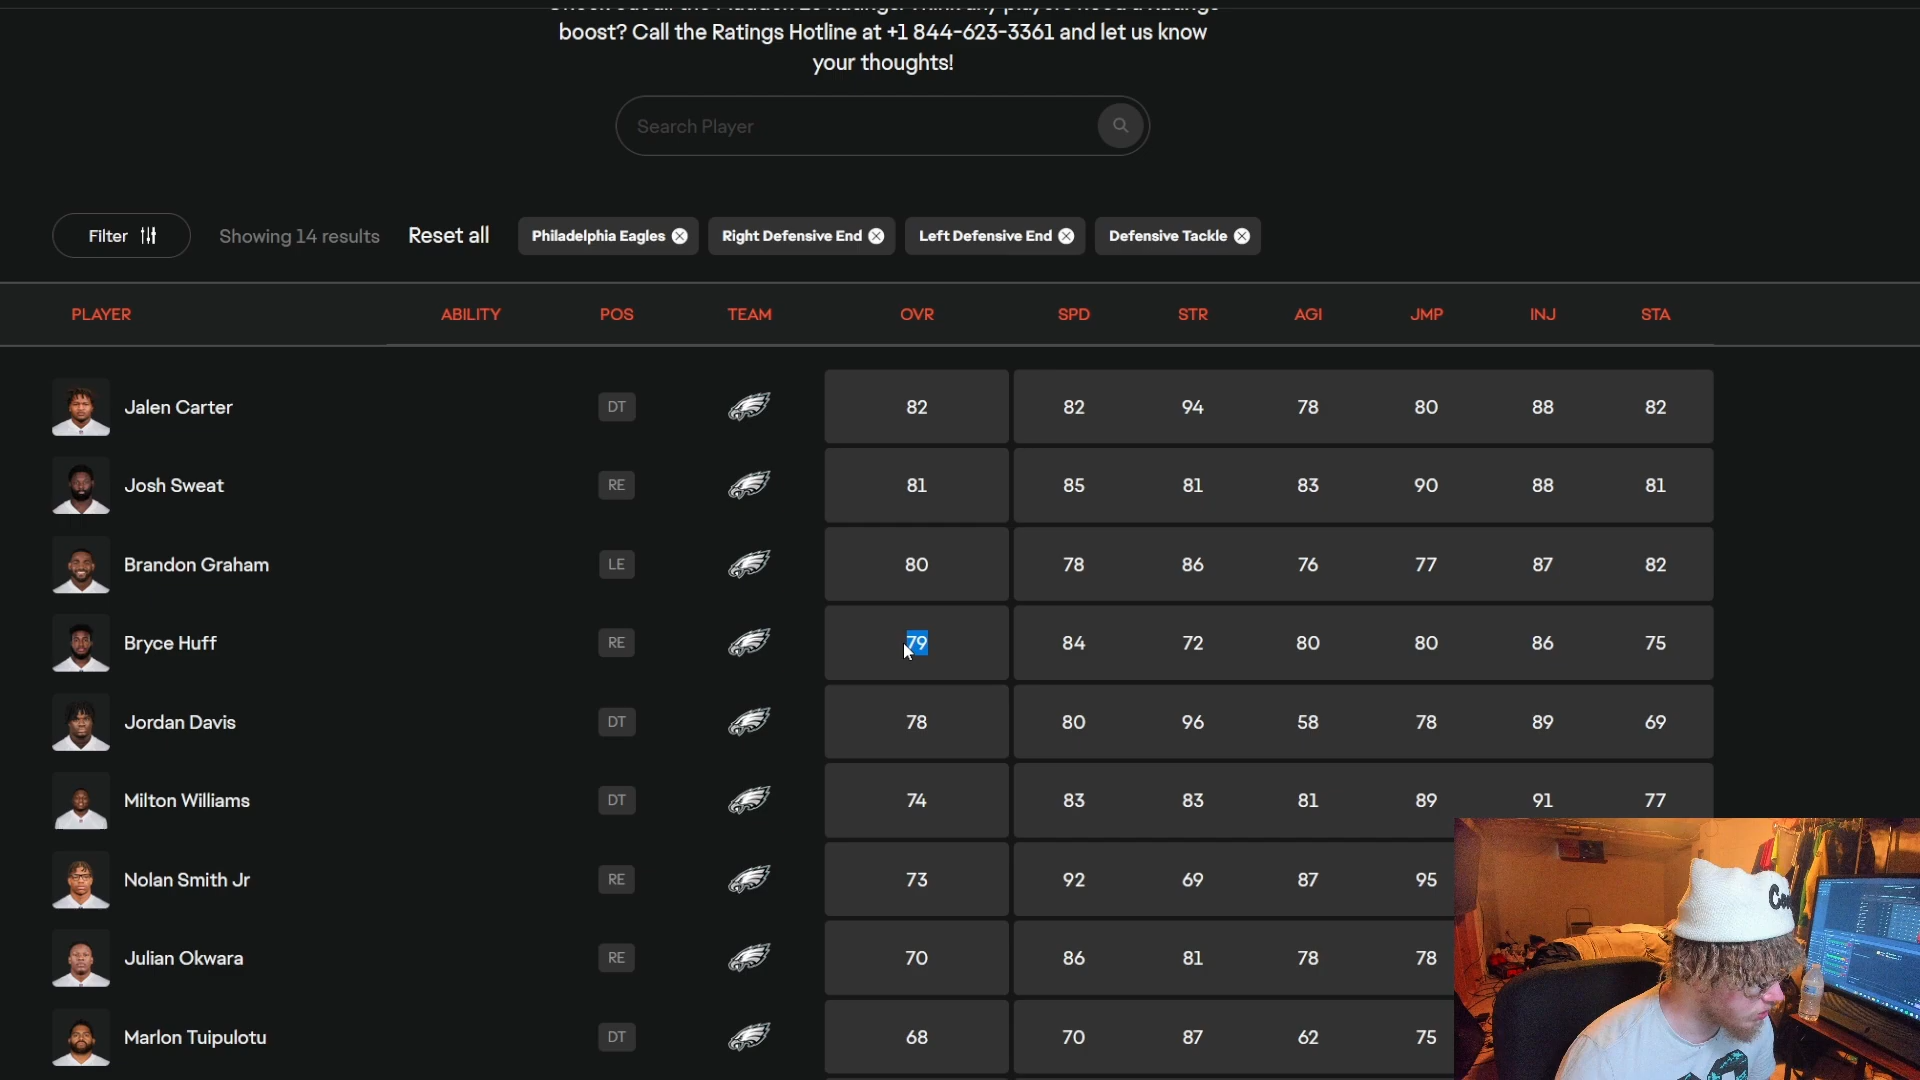 boost? Call the Ratings Hotline at +1 844-623-3361 and let us know
your thoughts!
Search Player
Filter Showing 14 results Reset all Philadelphia Eagles Right Defensive End Left Defensive End Defensive Tackle
PLAYER ABILITY POS TEAM OVR SPD STR AGI JMP INJ STA
Jalen Carter DT 82 82 94 78 80 88 82
Josh Sweat RE 81 85 81 83 90 88 81
Brandon Graham LE 80 78 86 76 77 87 82
Bryce Huff RE 79 84 72 80 80 86 75
Jordan Davis DT 78 80 96 58 78 89 69
Milton Williams DT 74 83 83 81 89 91 77
Nolan Smith Jr RE 73 92 69 87 95
Julian Okwara RE 70 86 81 78 78
Marlon Tuipulotu DT 68 70 87 62 75